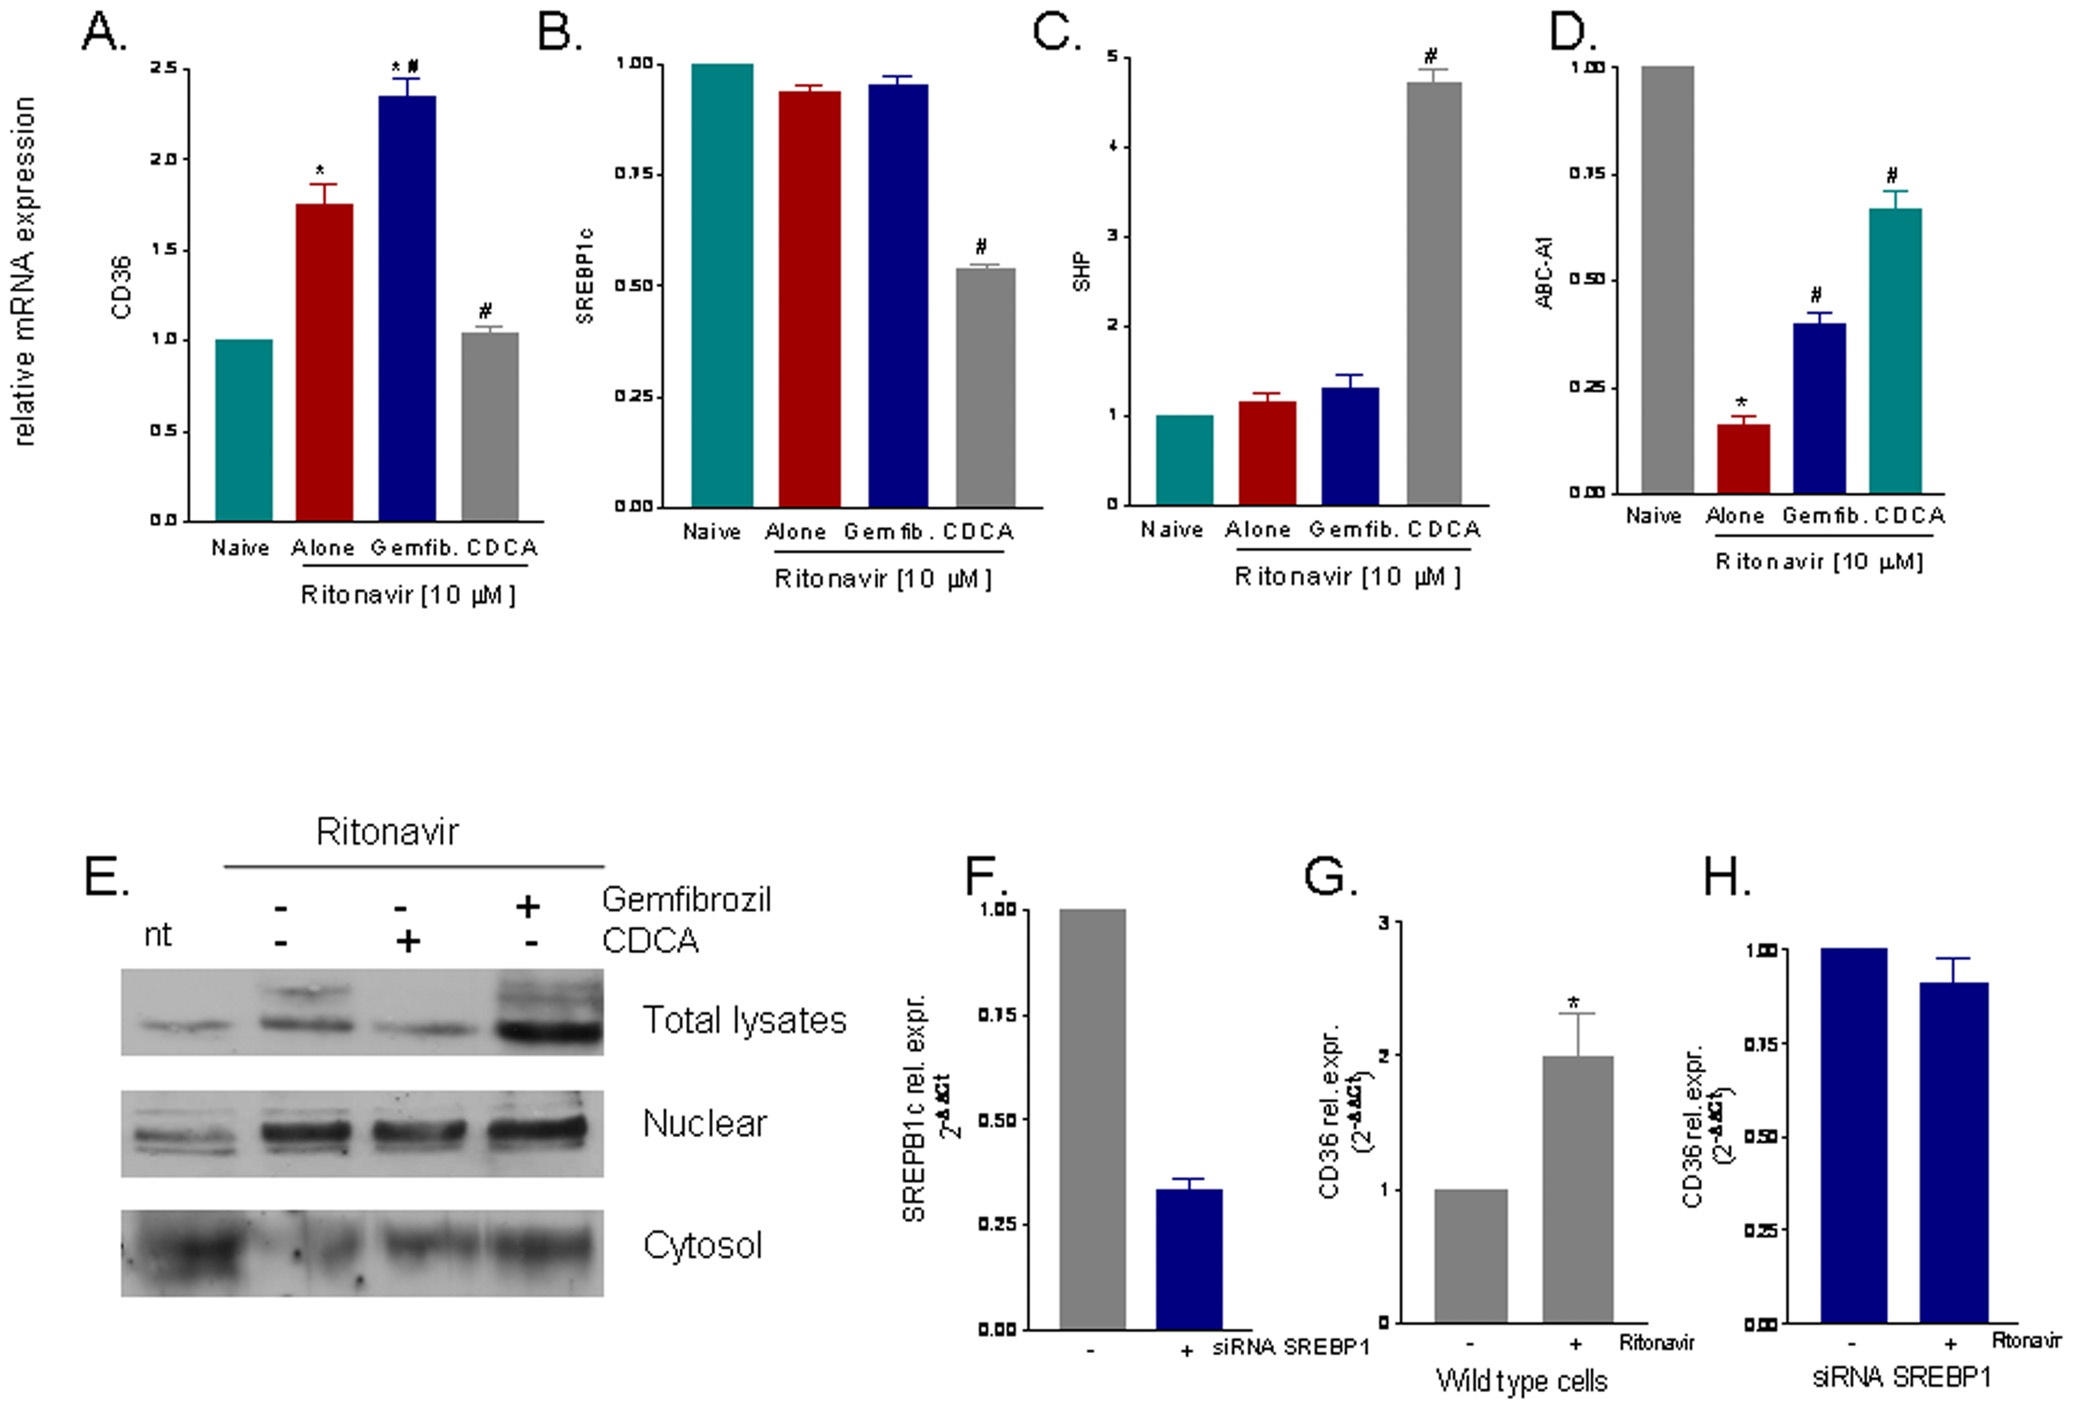 A.
relative mRNA expression
CD36
2.5
2.0
1.5
1.0
0.5
0.0
*
* #
#
Naive Alone Gemfib. CDCA
Ritonavir [10 µM]
B.
SREBP1c
1.00
0.75
0.50
0.25
0.00
#
Naive Alone Gemfib. CDCA
Ritonavir [10 µM]
C.
SHP
5
4
3
2
1
0
#
Naive Alone Gemfib. CDCA
Ritonavir [10 µM]
D.
ABC-A1
1.00
0.75
0.50
0.25
0.00
*
#
#
Naive Alone Gemfib. CDCA
Ritonavir [10 µM]
E.
Ritonavir
- - + Gemfibrozil
nt - + - CDCA
Total lysates
Nuclear
Cytosol
F.
SREPB1c rel. expr.
2-ΔΔCt
1.00
0.75
0.50
0.25
0.00
- + siRNA SREBP1
G.
CD36 rel. expr.
(2-ΔΔCt)
3
2
1
0
*
- + Ritonavir
Wild type cells
H.
CD36 rel. expr.
(2-ΔΔCt)
1.00
0.75
0.50
0.25
0.00
- + Ritonavir
siRNA SREBP1